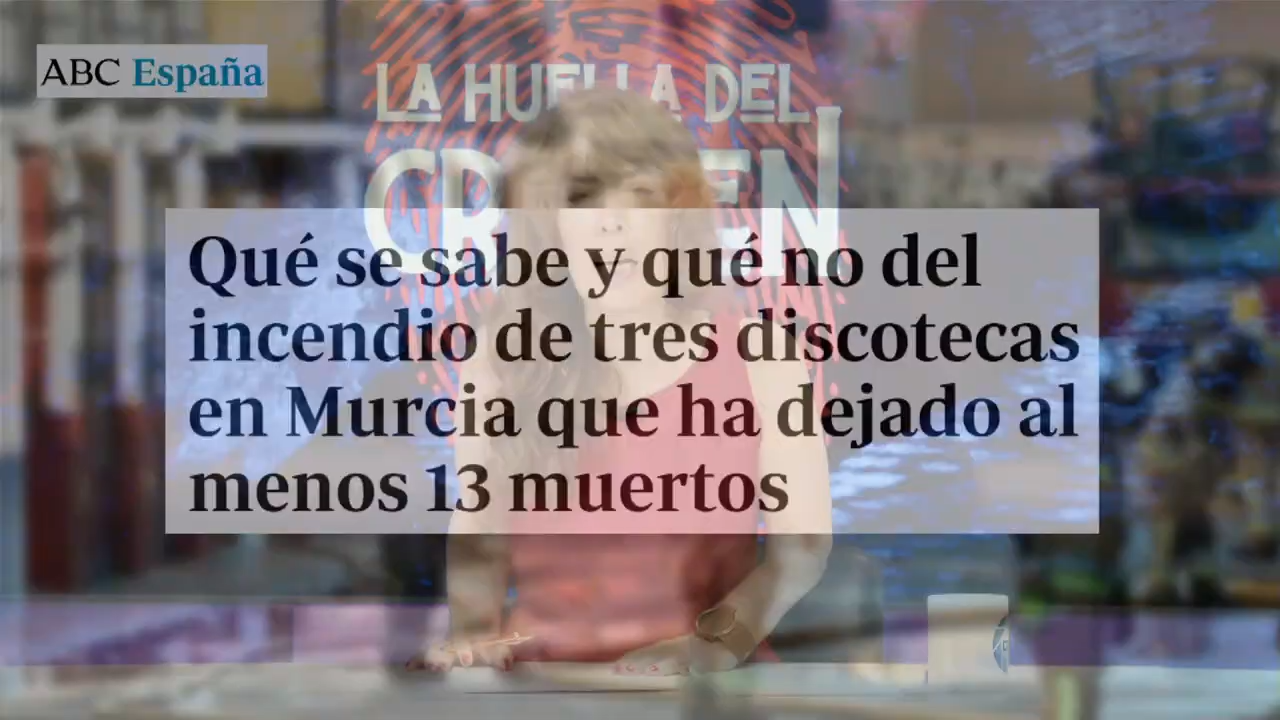 ABC España
LA HUELLA DEL
CRIMEN
Qué se sabe y qué no del
incendio de tres discotecas
en Murcia que ha dejado al
menos 13 muertos